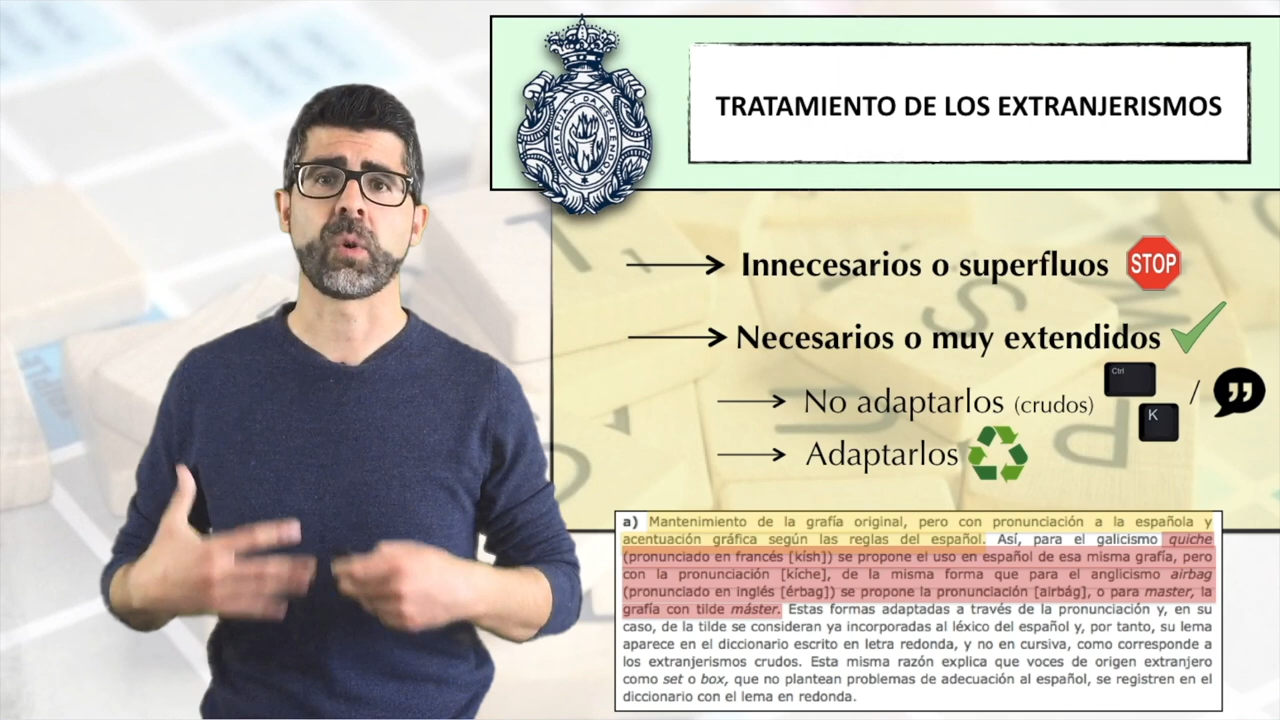 TRATAMIENTO DE LOS EXTRANJERISMOS
Innecesarios o superfluos STOP
Necesarios o muy extendidos
No adaptarlos (crudos) Ctrl / K
Adaptarlos
a) Mantenimiento de la grafía original, pero con pronunciación a la española y
acentuación gráfica según las reglas del español. Así, para el galicismo quiche
(pronunciado en francés [kísh]) se propone el uso en español de esa misma grafía, pero
con la pronunciación [kíche], de la misma forma que para el anglicismo airbag
(pronunciado en inglés [érbag]) se propone la pronunciación [airbág], o para master, la
grafía con tilde máster. Estas formas adaptadas a través de la pronunciación y, en su
caso, de la tilde se consideran ya incorporadas al léxico del español y, por tanto, su lema
aparece en el diccionario escrito en letra redonda, y no en cursiva, como corresponde a
los extranjerismos crudos. Esta misma razón explica que voces de origen extranjero
como set o box, que no plantean problemas de adecuación al español, se registren en el
diccionario con el lema en redonda.